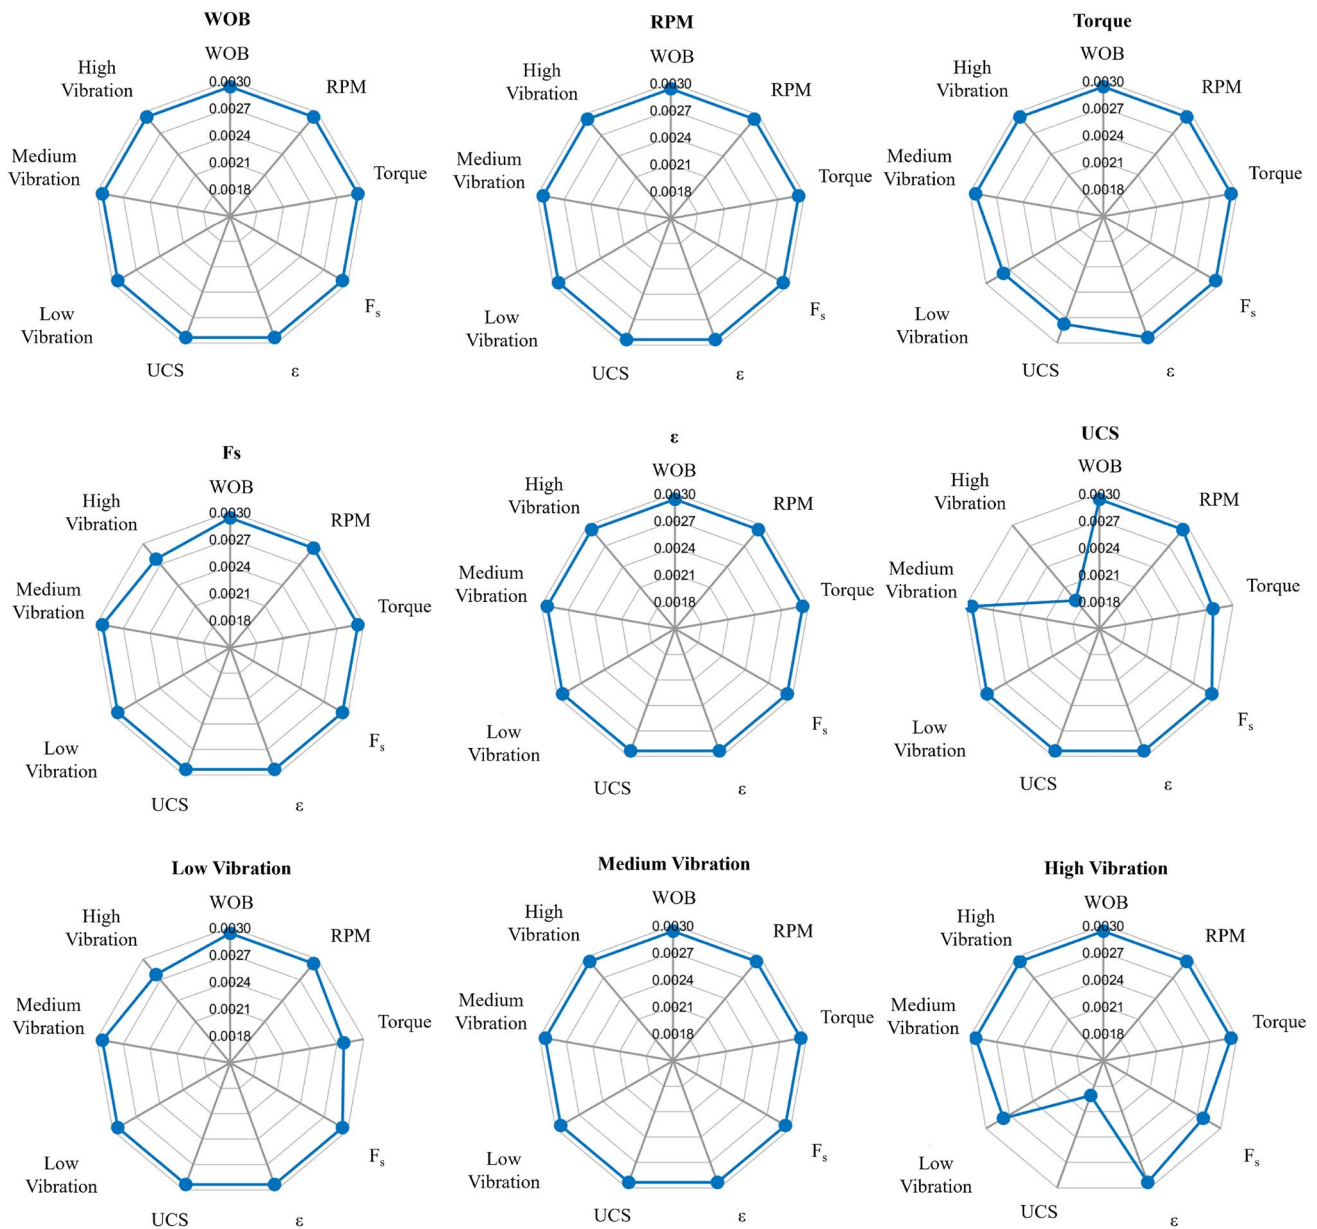 WOB
WOB
0.0030
0.0027
0.0024
0.0021
0.0018
RPM
Torque
Fs
ε
UCS
Low
Vibration
Medium
Vibration
High
Vibration
RPM
WOB
0.0030
0.0027
0.0024
0.0021
0.0018
RPM
Torque
Fs
ε
UCS
Low
Vibration
Medium
Vibration
High
Vibration
Torque
WOB
0.0030
0.0027
0.0024
0.0021
0.0018
RPM
Torque
Fs
ε
UCS
Low
Vibration
Medium
Vibration
High
Vibration
Fs
WOB
0.0030
0.0027
0.0024
0.0021
0.0018
RPM
Torque
Fs
ε
UCS
Low
Vibration
Medium
Vibration
High
Vibration
ε
WOB
0.0030
0.0027
0.0024
0.0021
0.0018
RPM
Torque
Fs
ε
UCS
Low
Vibration
Medium
Vibration
High
Vibration
UCS
WOB
0.0030
0.0027
0.0024
0.0021
0.0018
RPM
Torque
Fs
ε
UCS
Low
Vibration
Medium
Vibration
High
Vibration
Low Vibration
WOB
0.0030
0.0027
0.0024
0.0021
0.0018
RPM
Torque
Fs
ε
UCS
Low
Vibration
Medium
Vibration
High
Vibration
Medium Vibration
WOB
0.0030
0.0027
0.0024
0.0021
0.0018
RPM
Torque
Fs
ε
UCS
Low
Vibration
Medium
Vibration
High
Vibration
High Vibration
WOB
0.0030
0.0027
0.0024
0.0021
0.0018
RPM
Torque
Fs
ε
UCS
Low
Vibration
Medium
Vibration
High
Vibration